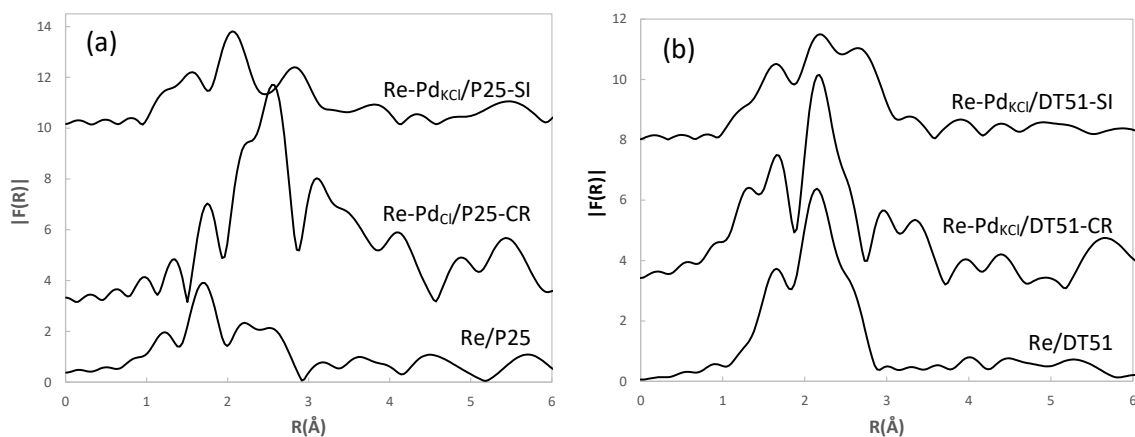 (a)
14
12
10
8
6
4
2
0
|F(R)|
Re-PdKCl/P25-SI
Re-PdCl/P25-CR
Re/P25
0 1 2 3 4 5 6
R(Å)
(b)
12
10
8
6
4
2
0
|F(R)|
Re-PdKCl/DT51-SI
Re-PdKCl/DT51-CR
Re/DT51
0 1 2 3 4 5 6
R(Å)